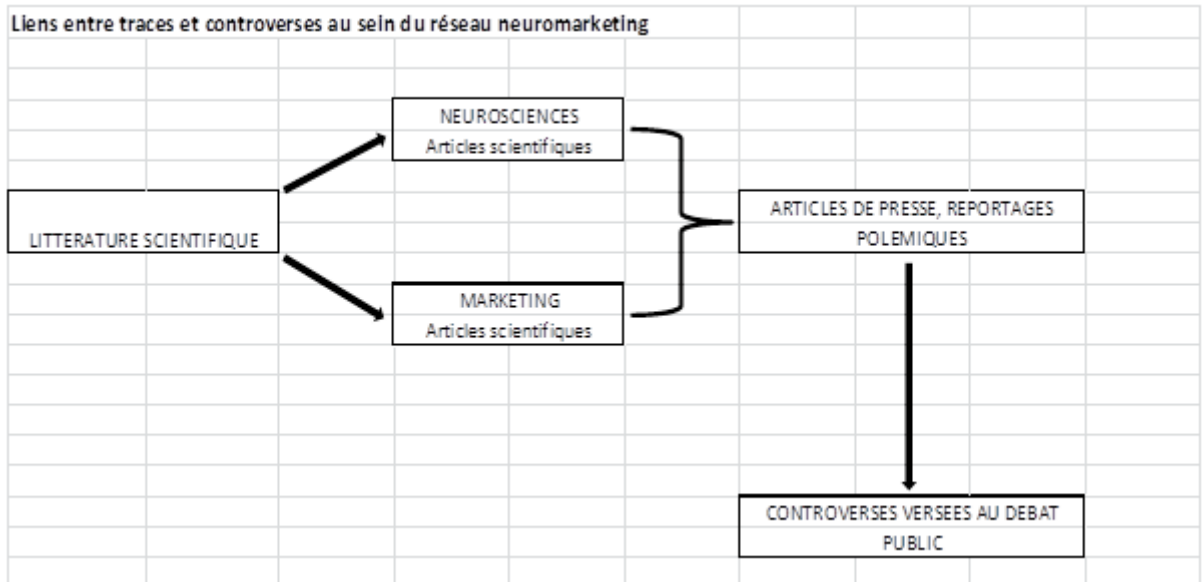 Liens entre traces et controverses au sein du réseau neuromarketing
NEUROSCIENCES
Articles scientifiques
LITTERATURE SCIENTIFIQUE
ARTICLES DE PRESSE, REPORTAGES
POLEMIQUES
MARKETING
Articles scientifiques
CONTROVERSES VERSEES AU DEBAT
PUBLIC